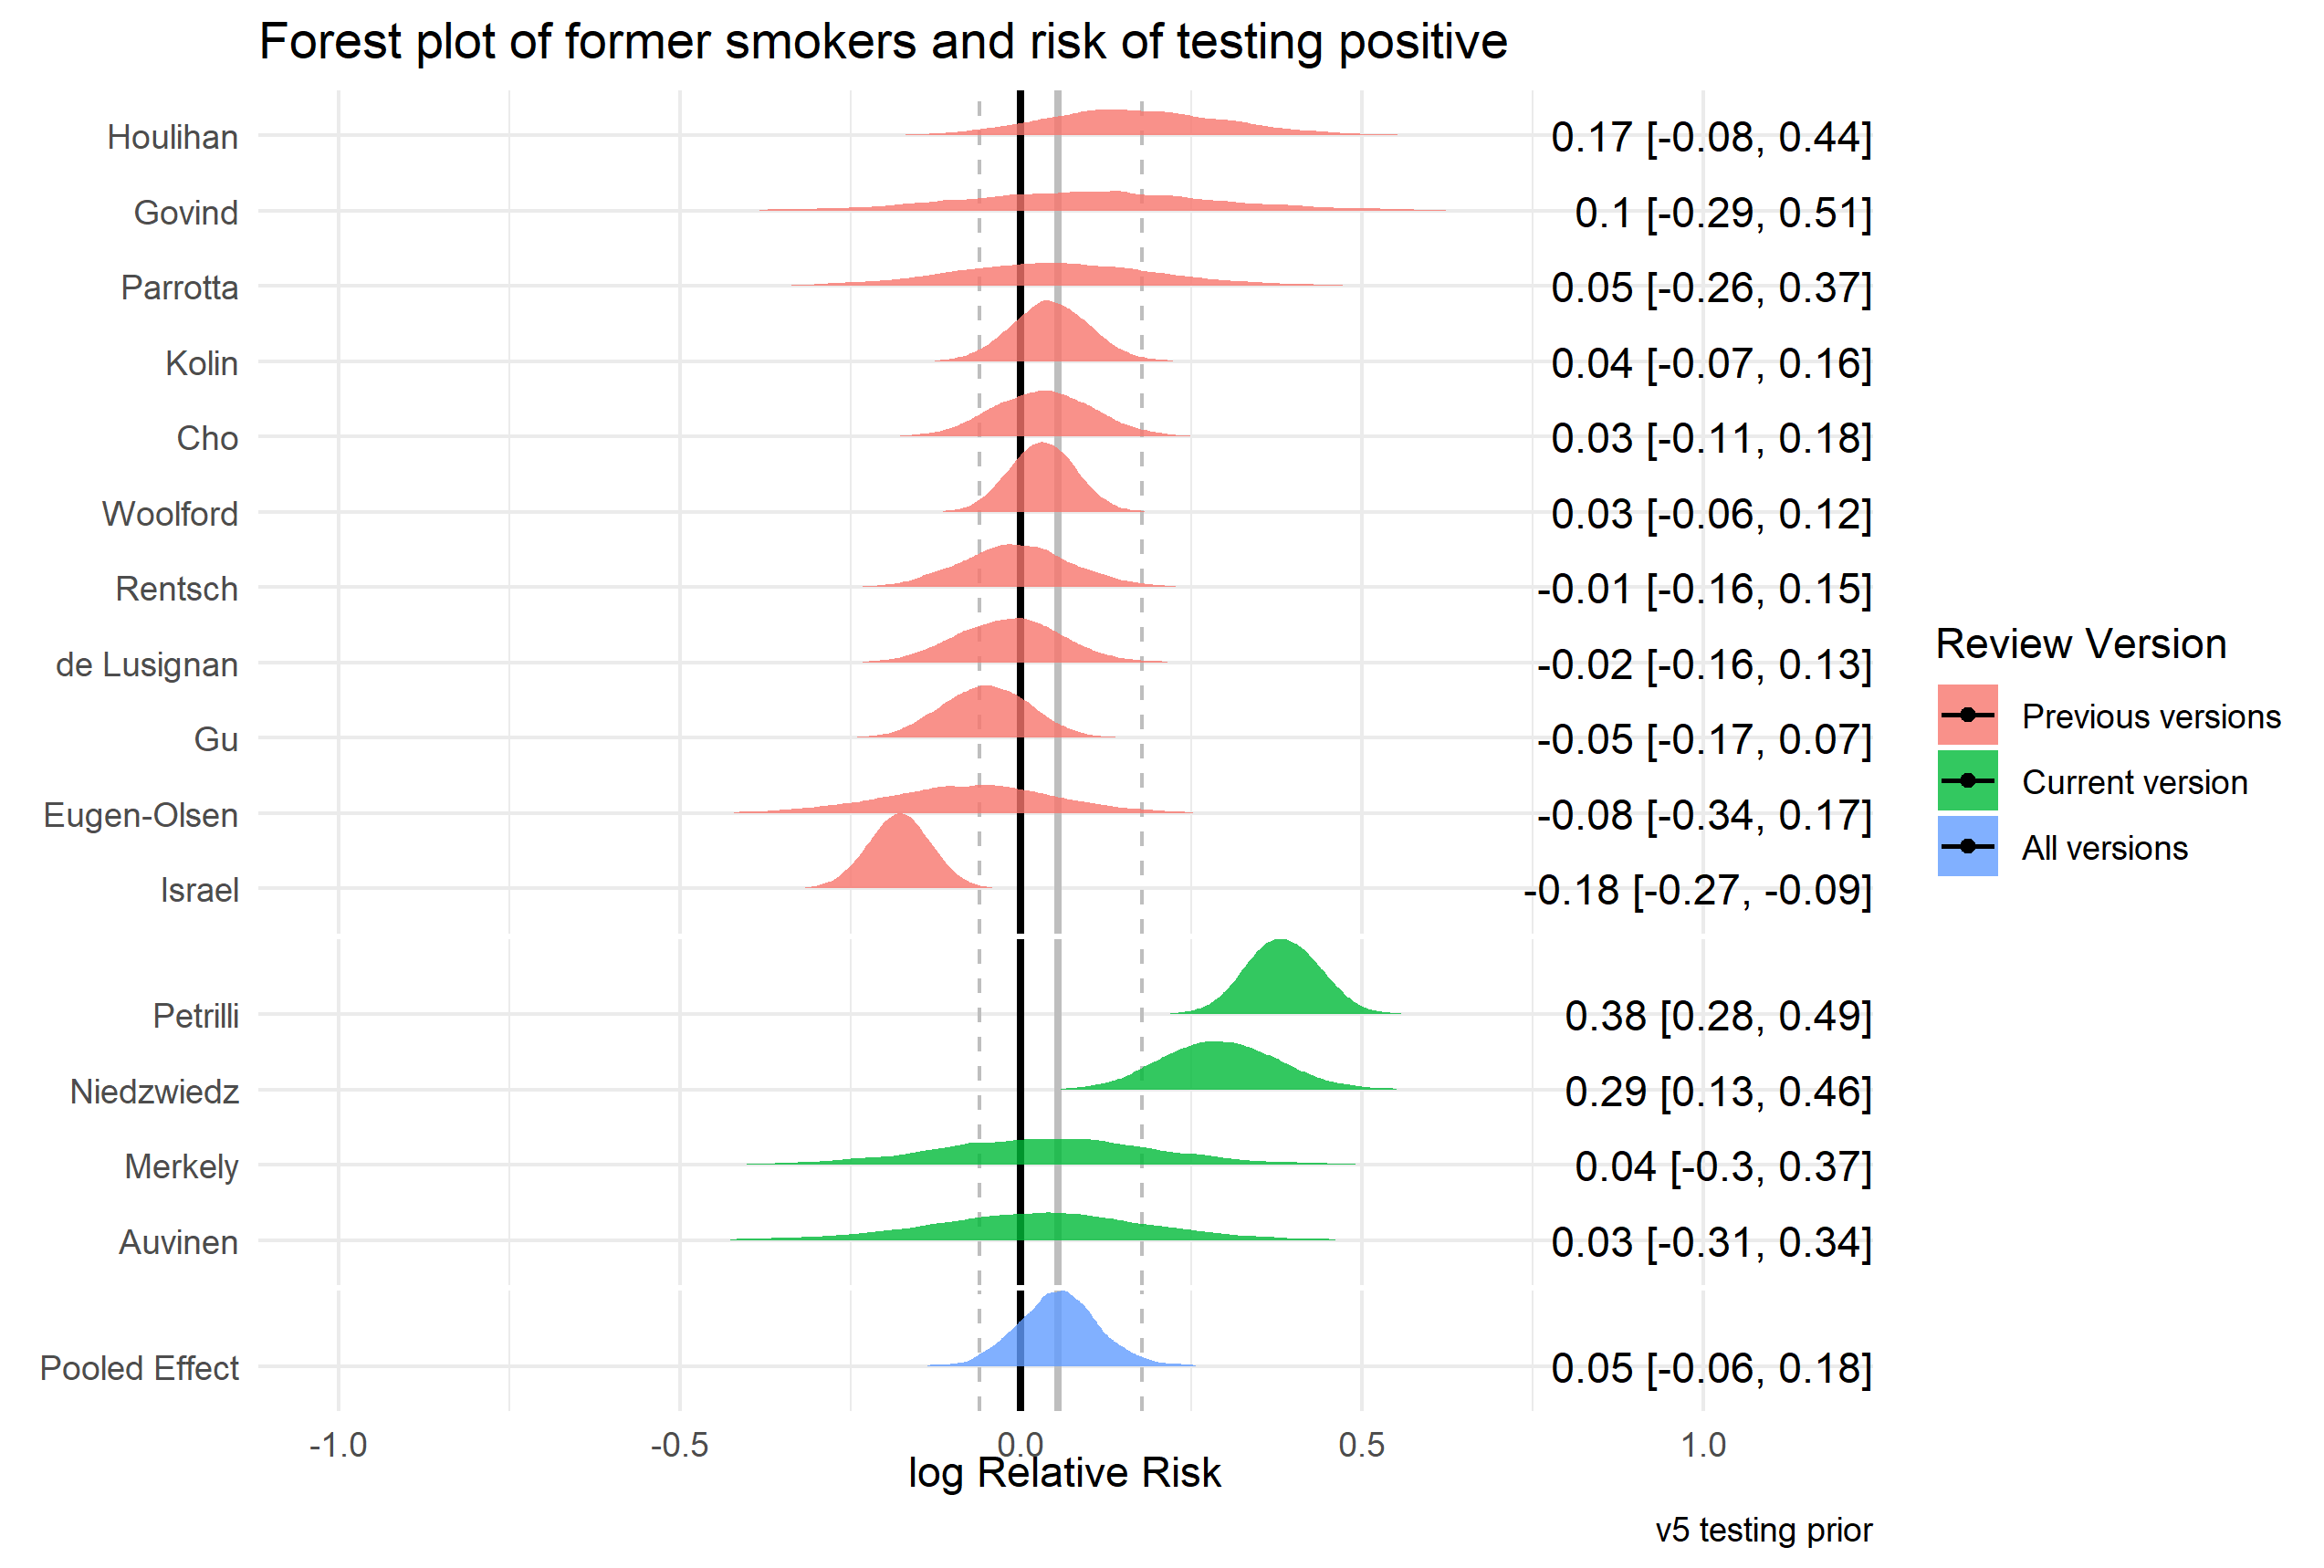 Forest plot of former smokers and risk of testing positive
Houlihan 0.17 [-0.08, 0.44]
Govind 0.1 [-0.29, 0.51]
Parrotta 0.05 [-0.26, 0.37]
Kolin 0.04 [-0.07, 0.16]
Cho 0.03 [-0.11, 0.18]
Woolford 0.03 [-0.06, 0.12]
Rentsch -0.01 [-0.16, 0.15]
de Lusignan -0.02 [-0.16, 0.13]
Gu -0.05 [-0.17, 0.07]
Eugen-Olsen -0.08 [-0.34, 0.17]
Israel -0.18 [-0.27, -0.09]
Petrilli 0.38 [0.28, 0.49]
Niedzwiedz 0.29 [0.13, 0.46]
Merkely 0.04 [-0.3, 0.37]
Auvinen 0.03 [-0.31, 0.34]
Pooled Effect 0.05 [-0.06, 0.18]
-1.0 -0.5 0.0 0.5 1.0
log Relative Risk
Review Version
Previous versions
Current version
All versions
v5 testing prior